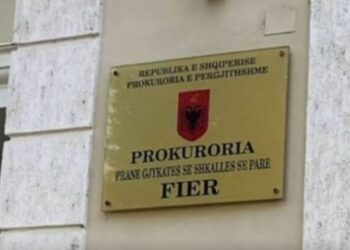 REPUBLIKA E SHQIPERISE
PROKURORIA E PERGJITHSHME
PROKURORIA
PRANE GJYKATES SE SHKALLES SE PARE
FIER